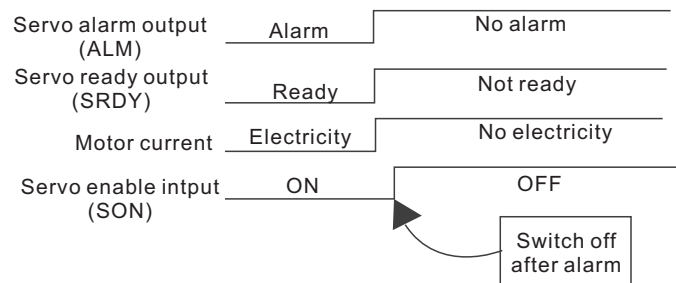 Servo alarm output
(ALM)
Alarm
No alarm
Servo ready output
(SRDY)
Ready
Not ready
Motor current
Electricity
No electricity
Servo enable intput
(SON)
ON
OFF
Switch off
after alarm